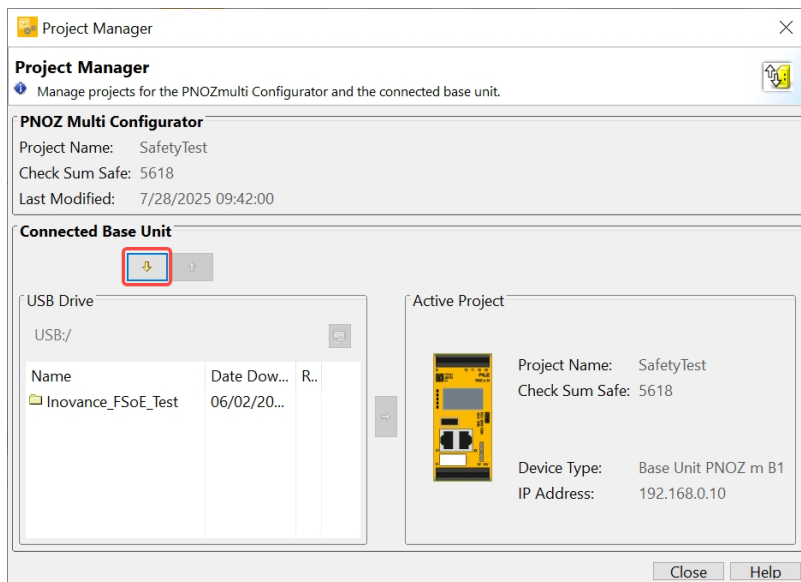 Project Manager
Project Manager
Manage projects for the PNOZmulti Configurator and the connected base unit.
PNOZ Multi Configurator
Project Name: SafetyTest
Check Sum Safe: 5618
Last Modified: 7/28/2025 09:42:00
Connected Base Unit
USB Drive
USB:/
Name Date Dow... R..
Inovance_FSoE_Test 06/02/20...
Active Project
Project Name: SafetyTest
Check Sum Safe: 5618
Device Type: Base Unit PNOZ m B1
IP Address: 192.168.0.10
Close Help